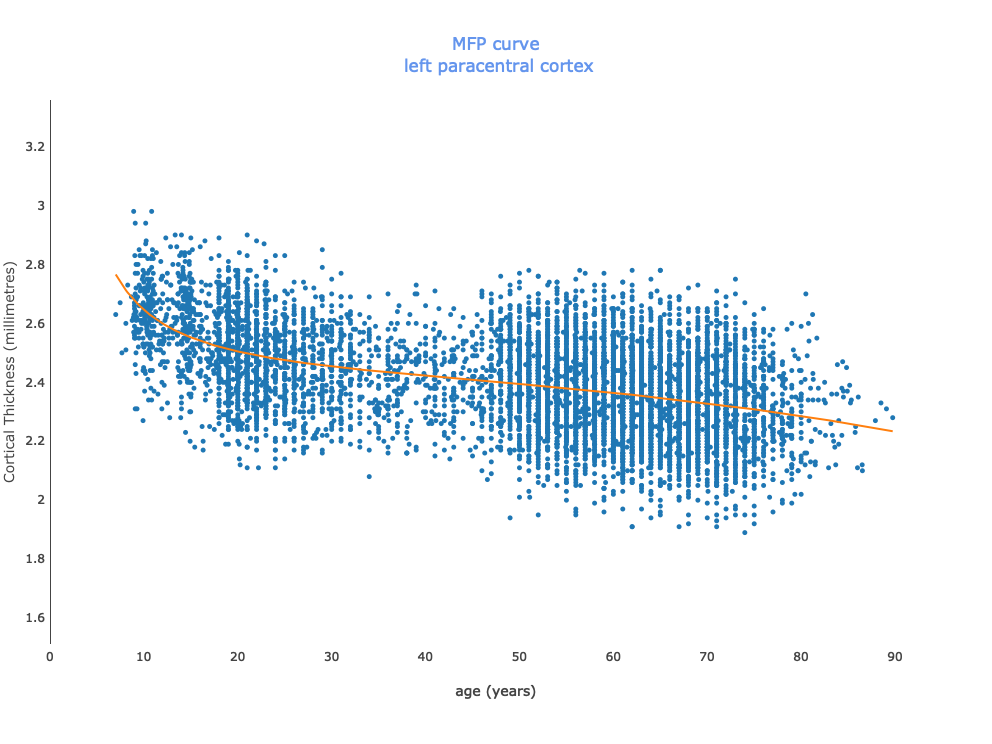 MFP curve
left paracentral cortex
Cortical Thickness (millimetres)
3.2
3
2.8
2.6
2.4
2.2
2
1.8
1.6
0 10 20 30 40 50 60 70 80 90
age (years)